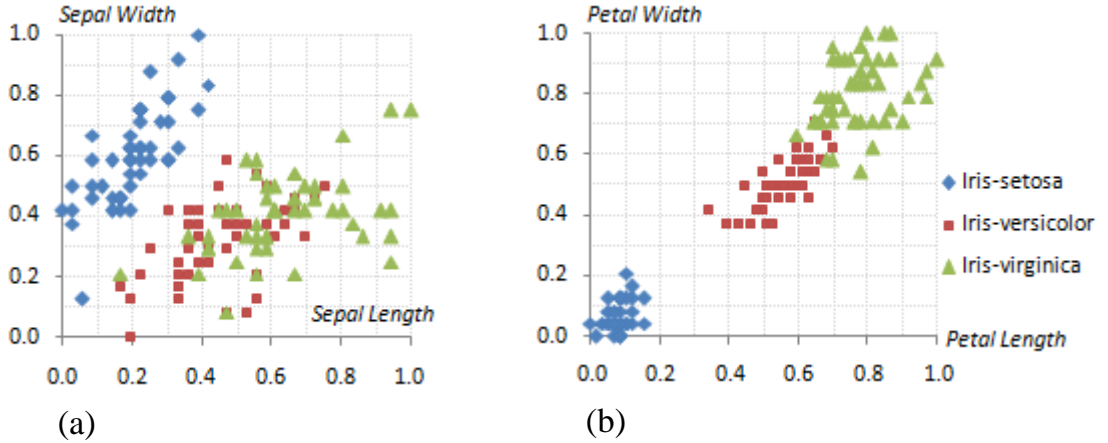 Sepal Width
1.0
0.8
0.6
0.4
0.2
0.0
0.0 0.2 0.4 0.6 0.8 1.0
Sepal Length
(a)
Petal Width
1.0
0.8
0.6
0.4
0.2
0.0
0.0 0.2 0.4 0.6 0.8 1.0
Petal Length
(b)
Iris-setosa
Iris-versicolor
Iris-virginica